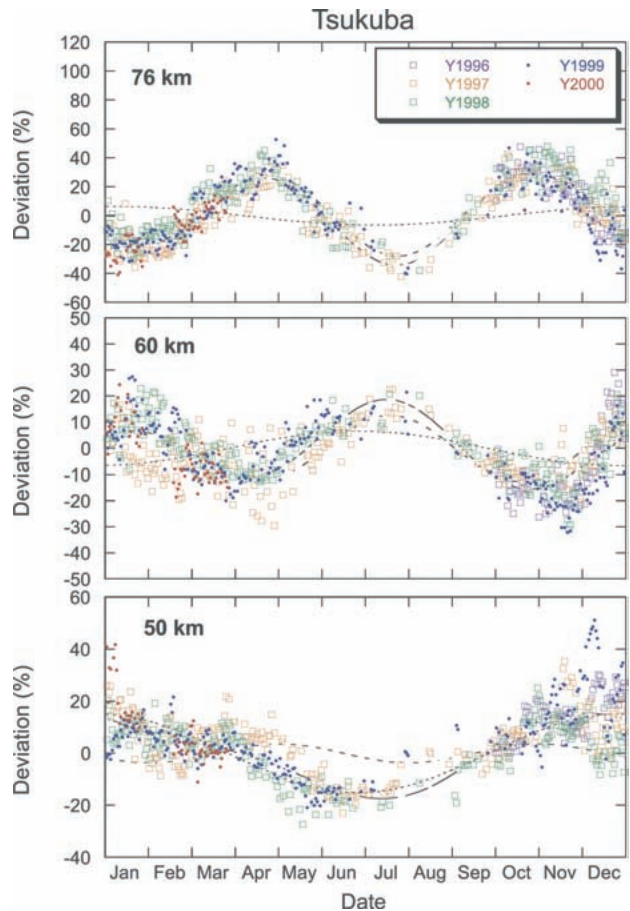 Tsukuba
Deviation (%)
120
100
80
60
40
20
0
-20
-40
-60
76 km
Y1996
Y1997
Y1998
Y1999
Y2000
Deviation (%)
50
40
30
20
10
0
-10
-20
-30
-40
-50
60 km
Deviation (%)
60
40
20
0
-20
-40
50 km
Jan Feb Mar Apr May Jun Jul Aug Sep Oct Nov Dec
Date